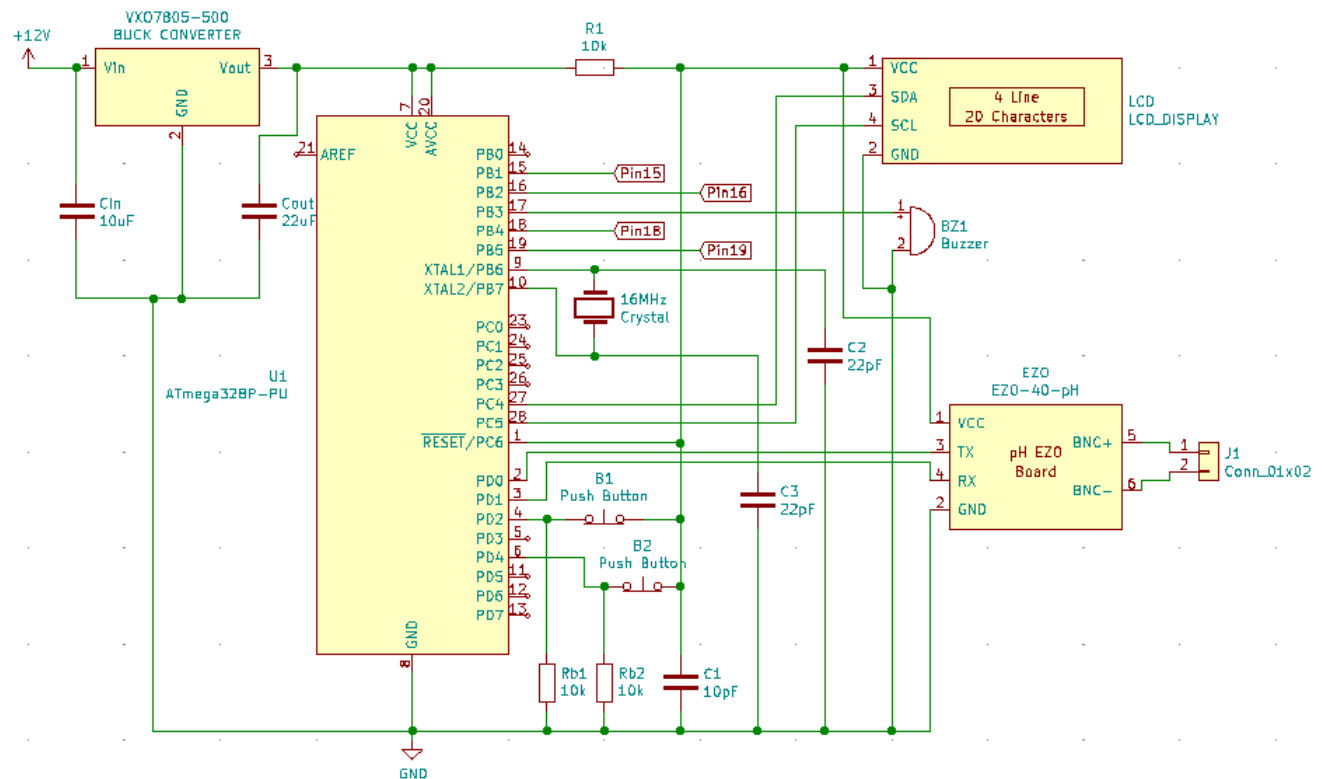 VXO7805-500
BUCK CONVERTER
+12V
1
Vin
Vout
3
GND
2
Cin
10uF
Cout
22uF
R1
10k
7
20
VCC
AVCC
21
AREF
U1
ATmega328P-PU
PB0
14
PB1
15
Pin15
PB2
16
Pin16
PB3
17
PB4
18
Pin18
PB5
19
Pin19
XTAL1/PB6
9
XTAL2/PB7
10
PC0
23
PC1
24
PC2
25
PC3
26
PC4
27
PC5
28
RESET/PC6
1
PD0
2
PD1
3
PD2
4
PD3
5
PD4
6
PD5
11
PD6
12
PD7
13
GND
8
16MHz
Crystal
B1
Push Button
B2
Push Button
Rb1
10k
Rb2
10k
C1
10pF
C3
22pF
C2
22pF
1
VCC
3
SDA
4
SCL
2
GND
4 Line
20 Characters
LCD
LCD_DISPLAY
1
+
2
BZ1
Buzzer
EZO
EZO-40-pH
1
VCC
3
TX
4
RX
2
GND
pH EZO
Board
BNC+
5
BNC-
6
1
2
J1
Conn_01x02
GND